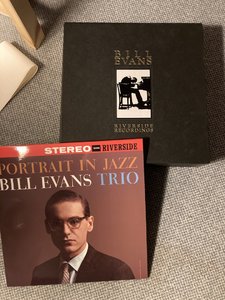 BILL
EVANS
RIVERSIDE
RECORDINGS
STEREO RIVERSIDE
PORTRAIT IN JAZZ
BILL EVANS TRIO